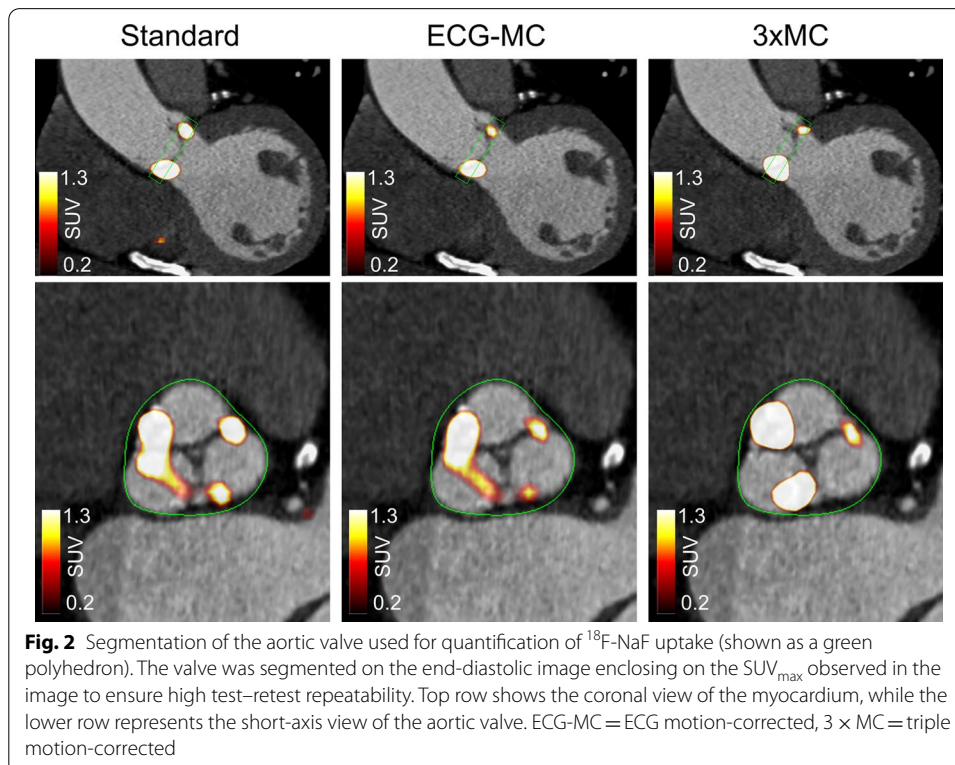 Standard ECG-MC 3xMC
1.3 1.3 1.3
SUV SUV SUV
0.2 0.2 0.2
1.3 1.3 1.3
SUV SUV SUV
0.2 0.2 0.2
Fig. 2 Segmentation of the aortic valve used for quantification of ¹⁸F-NaF uptake (shown as a green
polyhedron). The valve was segmented on the end-diastolic image enclosing on the SUVmax observed in the
image to ensure high test–retest repeatability. Top row shows the coronal view of the myocardium, while the
lower row represents the short-axis view of the aortic valve. ECG-MC = ECG motion-corrected, 3 × MC = triple
motion-corrected